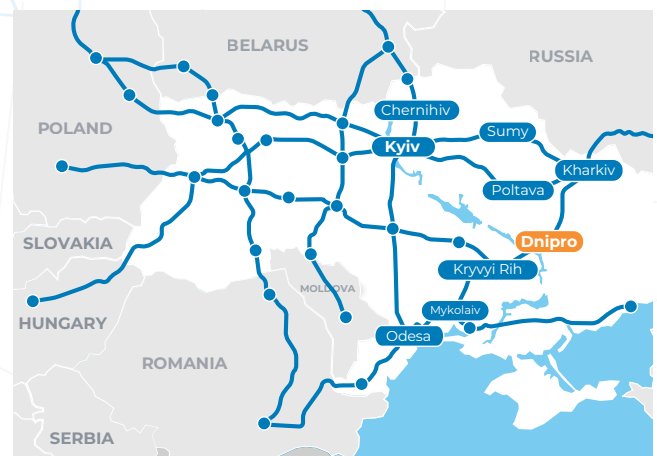 BELARUS
RUSSIA
Chernihiv
POLAND
Sumy
Kyiv
Kharkiv
Poltava
SLOVAKIA
Dnipro
Kryvyi Rih
MOLDOVA
Mykolaiv
HUNGARY
Odesa
ROMANIA
SERBIA